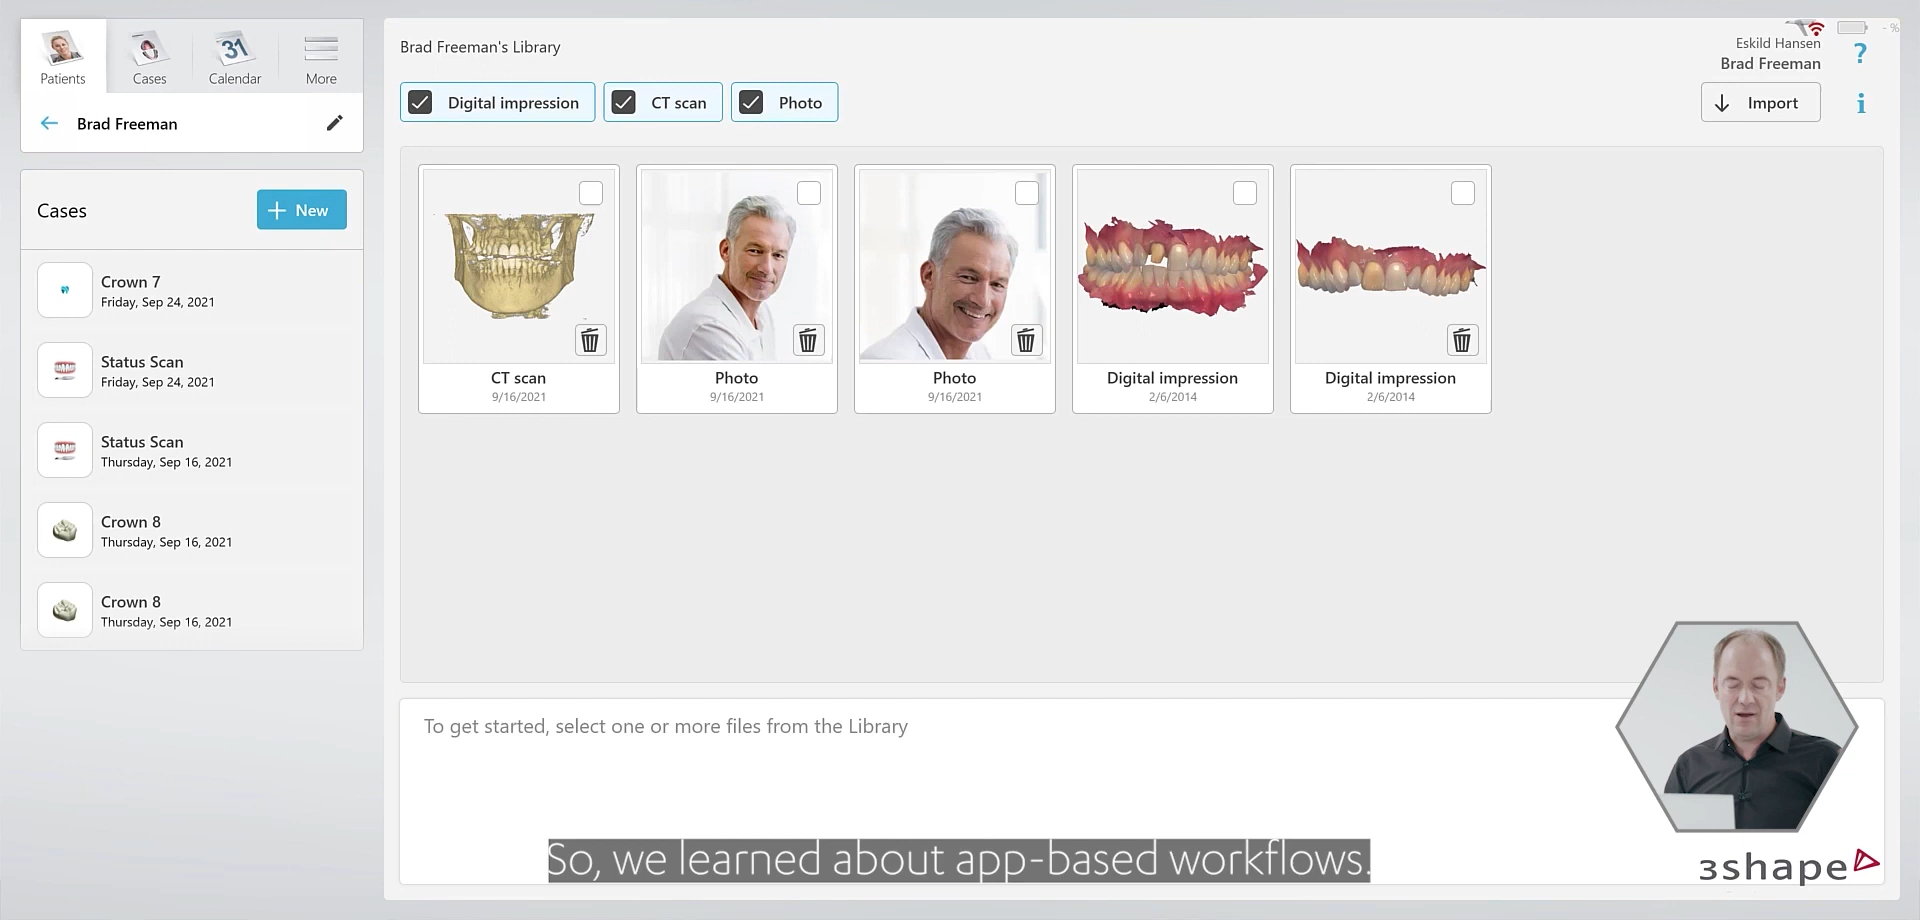 Patients
Cases
31
Calendar
More
Brad Freeman
Cases
New
Crown 7
Friday, Sep 24, 2021
Status Scan
Friday, Sep 24, 2021
Status Scan
Thursday, Sep 16, 2021
Crown 8
Thursday, Sep 16, 2021
Crown 8
Thursday, Sep 16, 2021
Brad Freeman's Library
- %
Eskild Hansen
Brad Freeman
?
Digital impression
CT scan
Photo
Import
i
CT scan
9/16/2021
Photo
9/16/2021
Photo
9/16/2021
Digital impression
2/6/2014
Digital impression
2/6/2014
To get started, select one or more files from the Library
So, we learned about app-based workflows.
3shape